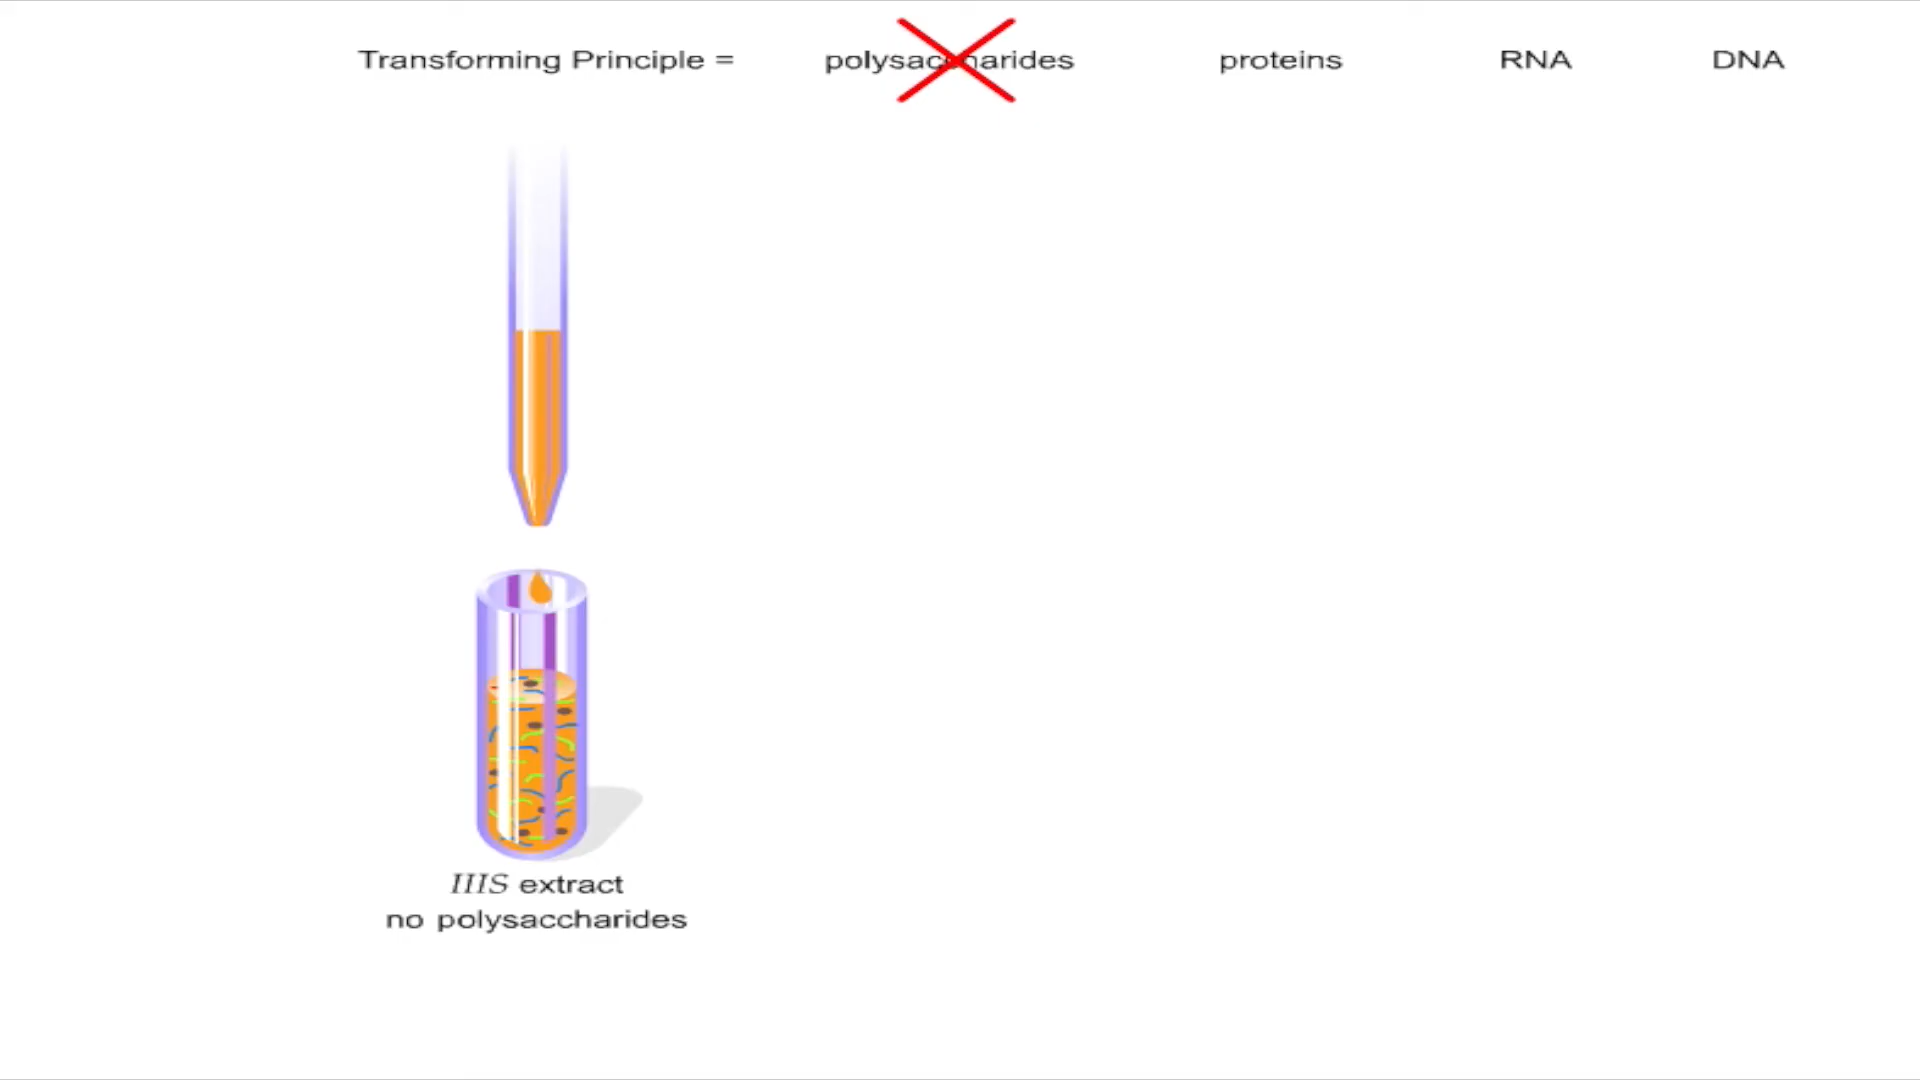 Transforming Principle = polysaccharides proteins RNA DNA
IIIS extract
no polysaccharides